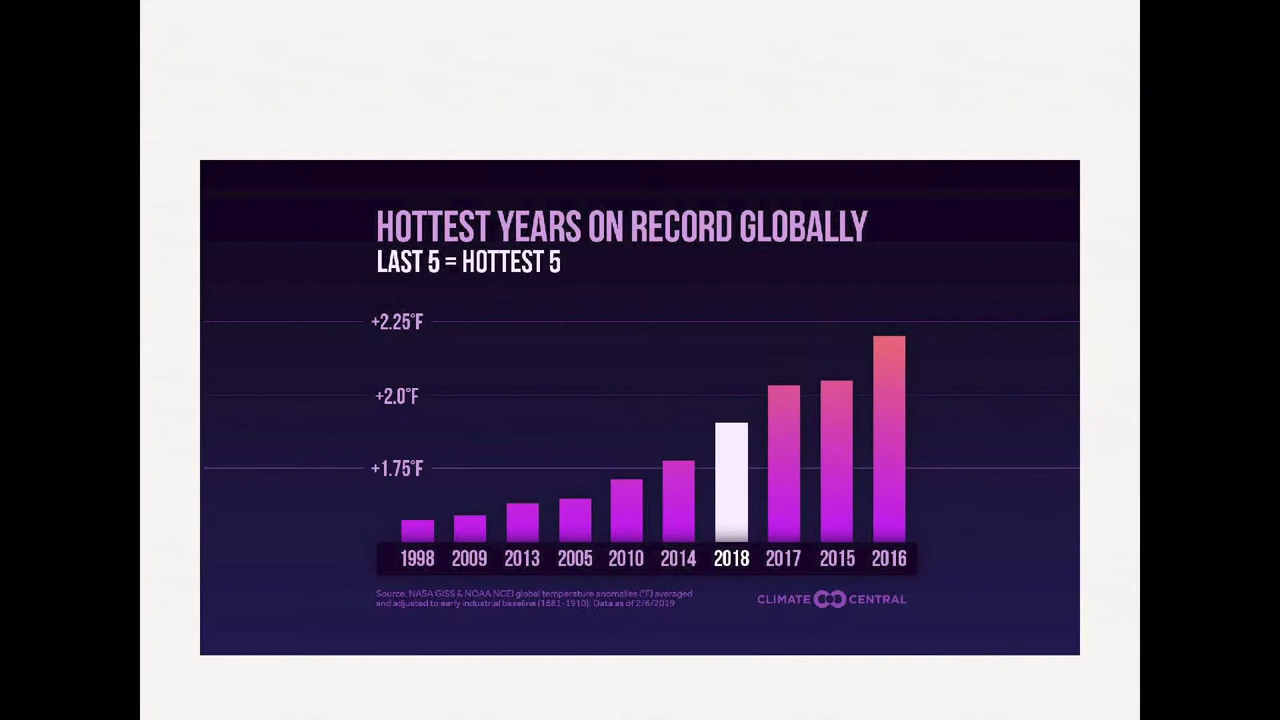 HOTTEST YEARS ON RECORD GLOBALLY
LAST 5 = HOTTEST 5
+2.25°F
+2.0°F
+1.75°F
1998 2009 2013 2005 2010 2014 2018 2017 2015 2016
Source: NASA GISS & NOAA NCEI global temperature anomalies (°F) averaged
and adjusted to early industrial baseline (1881-1910). Data as of 2/6/2019
CLIMATE CENTRAL